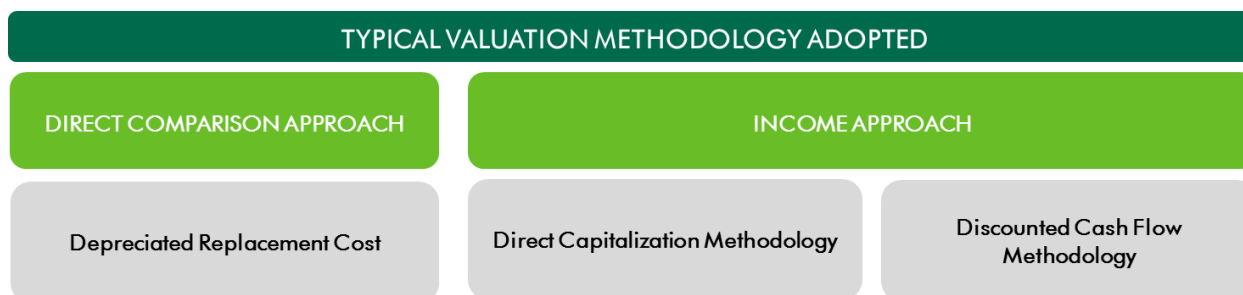 TYPICAL VALUATION METHODOLOGY ADOPTED
DIRECT COMPARISON APPROACH
INCOME APPROACH
Depreciated Replacement Cost
Direct Capitalization Methodology
Discounted Cash Flow
Methodology